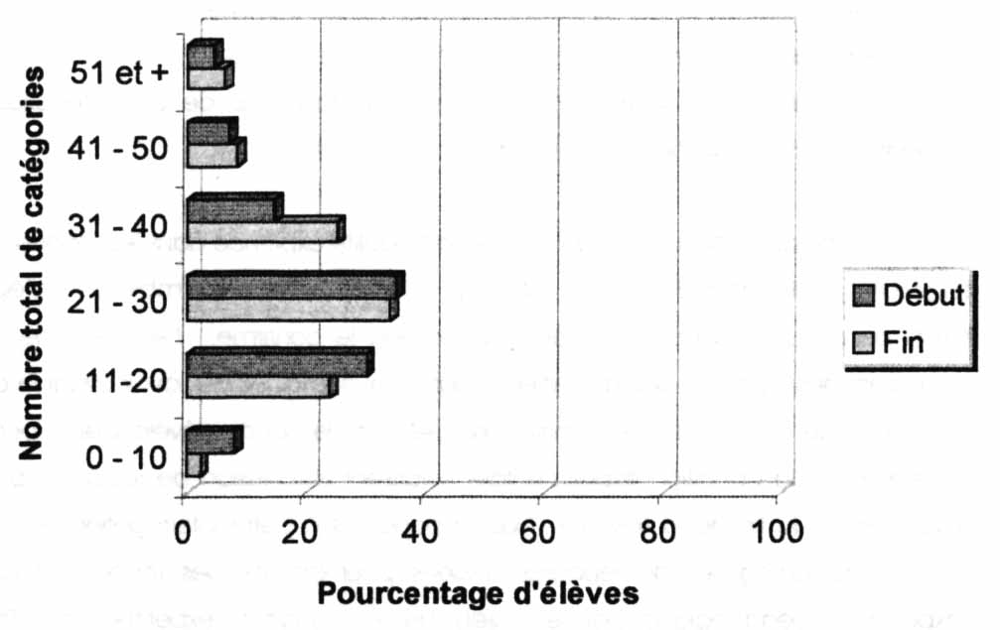 Nombre total de catégories
51 et +
41 - 50
31 - 40
21 - 30
11-20
0 - 10
0 20 40 60 80 100
Pourcentage d'élèves
Début
Fin